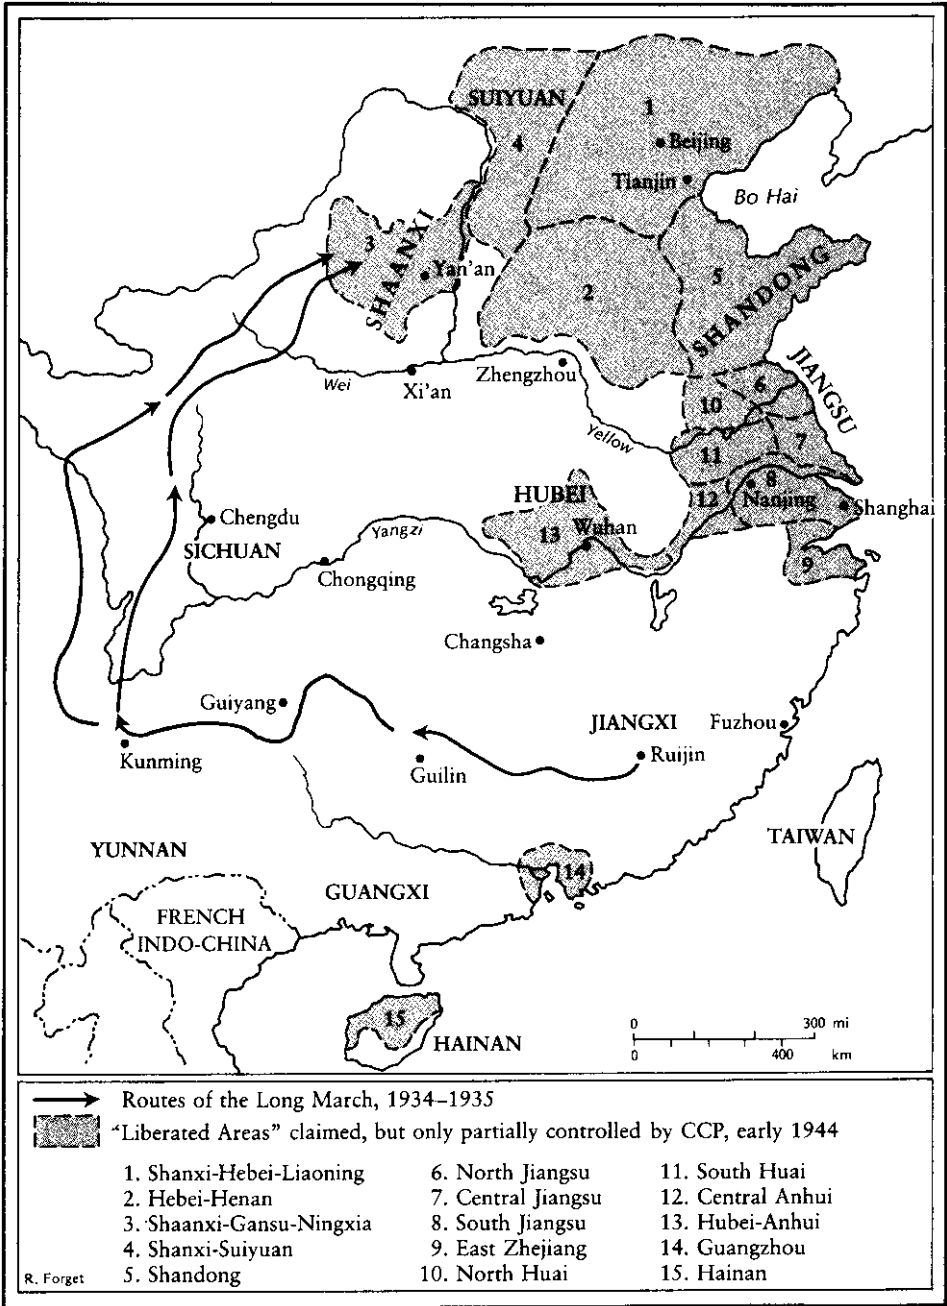 SUIYUAN
1
4
Beijing
Tianjin
Bo Hai
3
SHAANXI
Yan'an
2
5
SHANDONG
Wei
Xi'an
Zhengzhou
JIANGSU
6
10
Yellow
7
11
8
12
Nanjing
Shanghai
HUBEI
Chengdu
SICHUAN
Yangzi
13
Wuhan
Chongqing
9
Changsha
Guiyang
JIANGXI
Fuzhou
Kunming
Guilin
Ruijin
TAIWAN
YUNNAN
14
GUANGXI
FRENCH
INDO-CHINA
15
HAINAN
0 300 mi
0 400 km
Routes of the Long March, 1934–1935
"Liberated Areas" claimed, but only partially controlled by CCP, early 1944
1. Shanxi-Hebei-Liaoning
2. Hebei-Henan
3. Shaanxi-Gansu-Ningxia
4. Shanxi-Suiyuan
5. Shandong
6. North Jiangsu
7. Central Jiangsu
8. South Jiangsu
9. East Zhejiang
10. North Huai
11. South Huai
12. Central Anhui
13. Hubei-Anhui
14. Guangzhou
15. Hainan
R. Forget